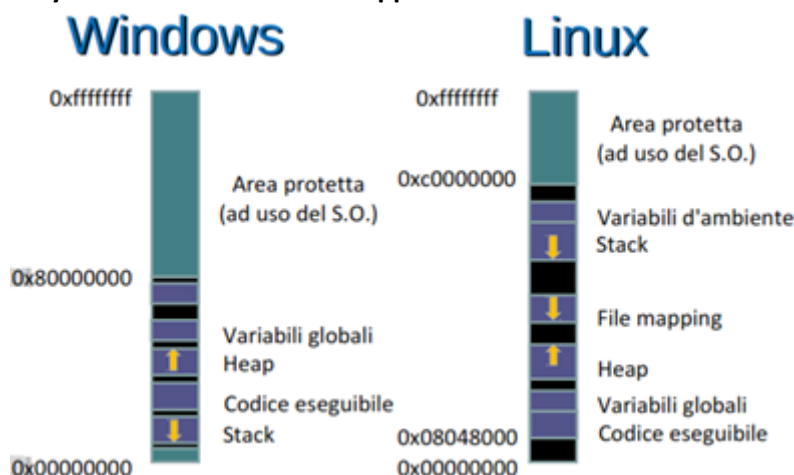 Windows
0xffffffff
Area protetta
(ad uso del S.O.)
0x80000000
Variabili globali
Heap
Codice eseguibile
Stack
0x00000000
Linux
0xffffffff
Area protetta
(ad uso del S.O.)
0xc0000000
Variabili d'ambiente
Stack
File mapping
Heap
Variabili globali
Codice eseguibile
0x08048000
0x00000000